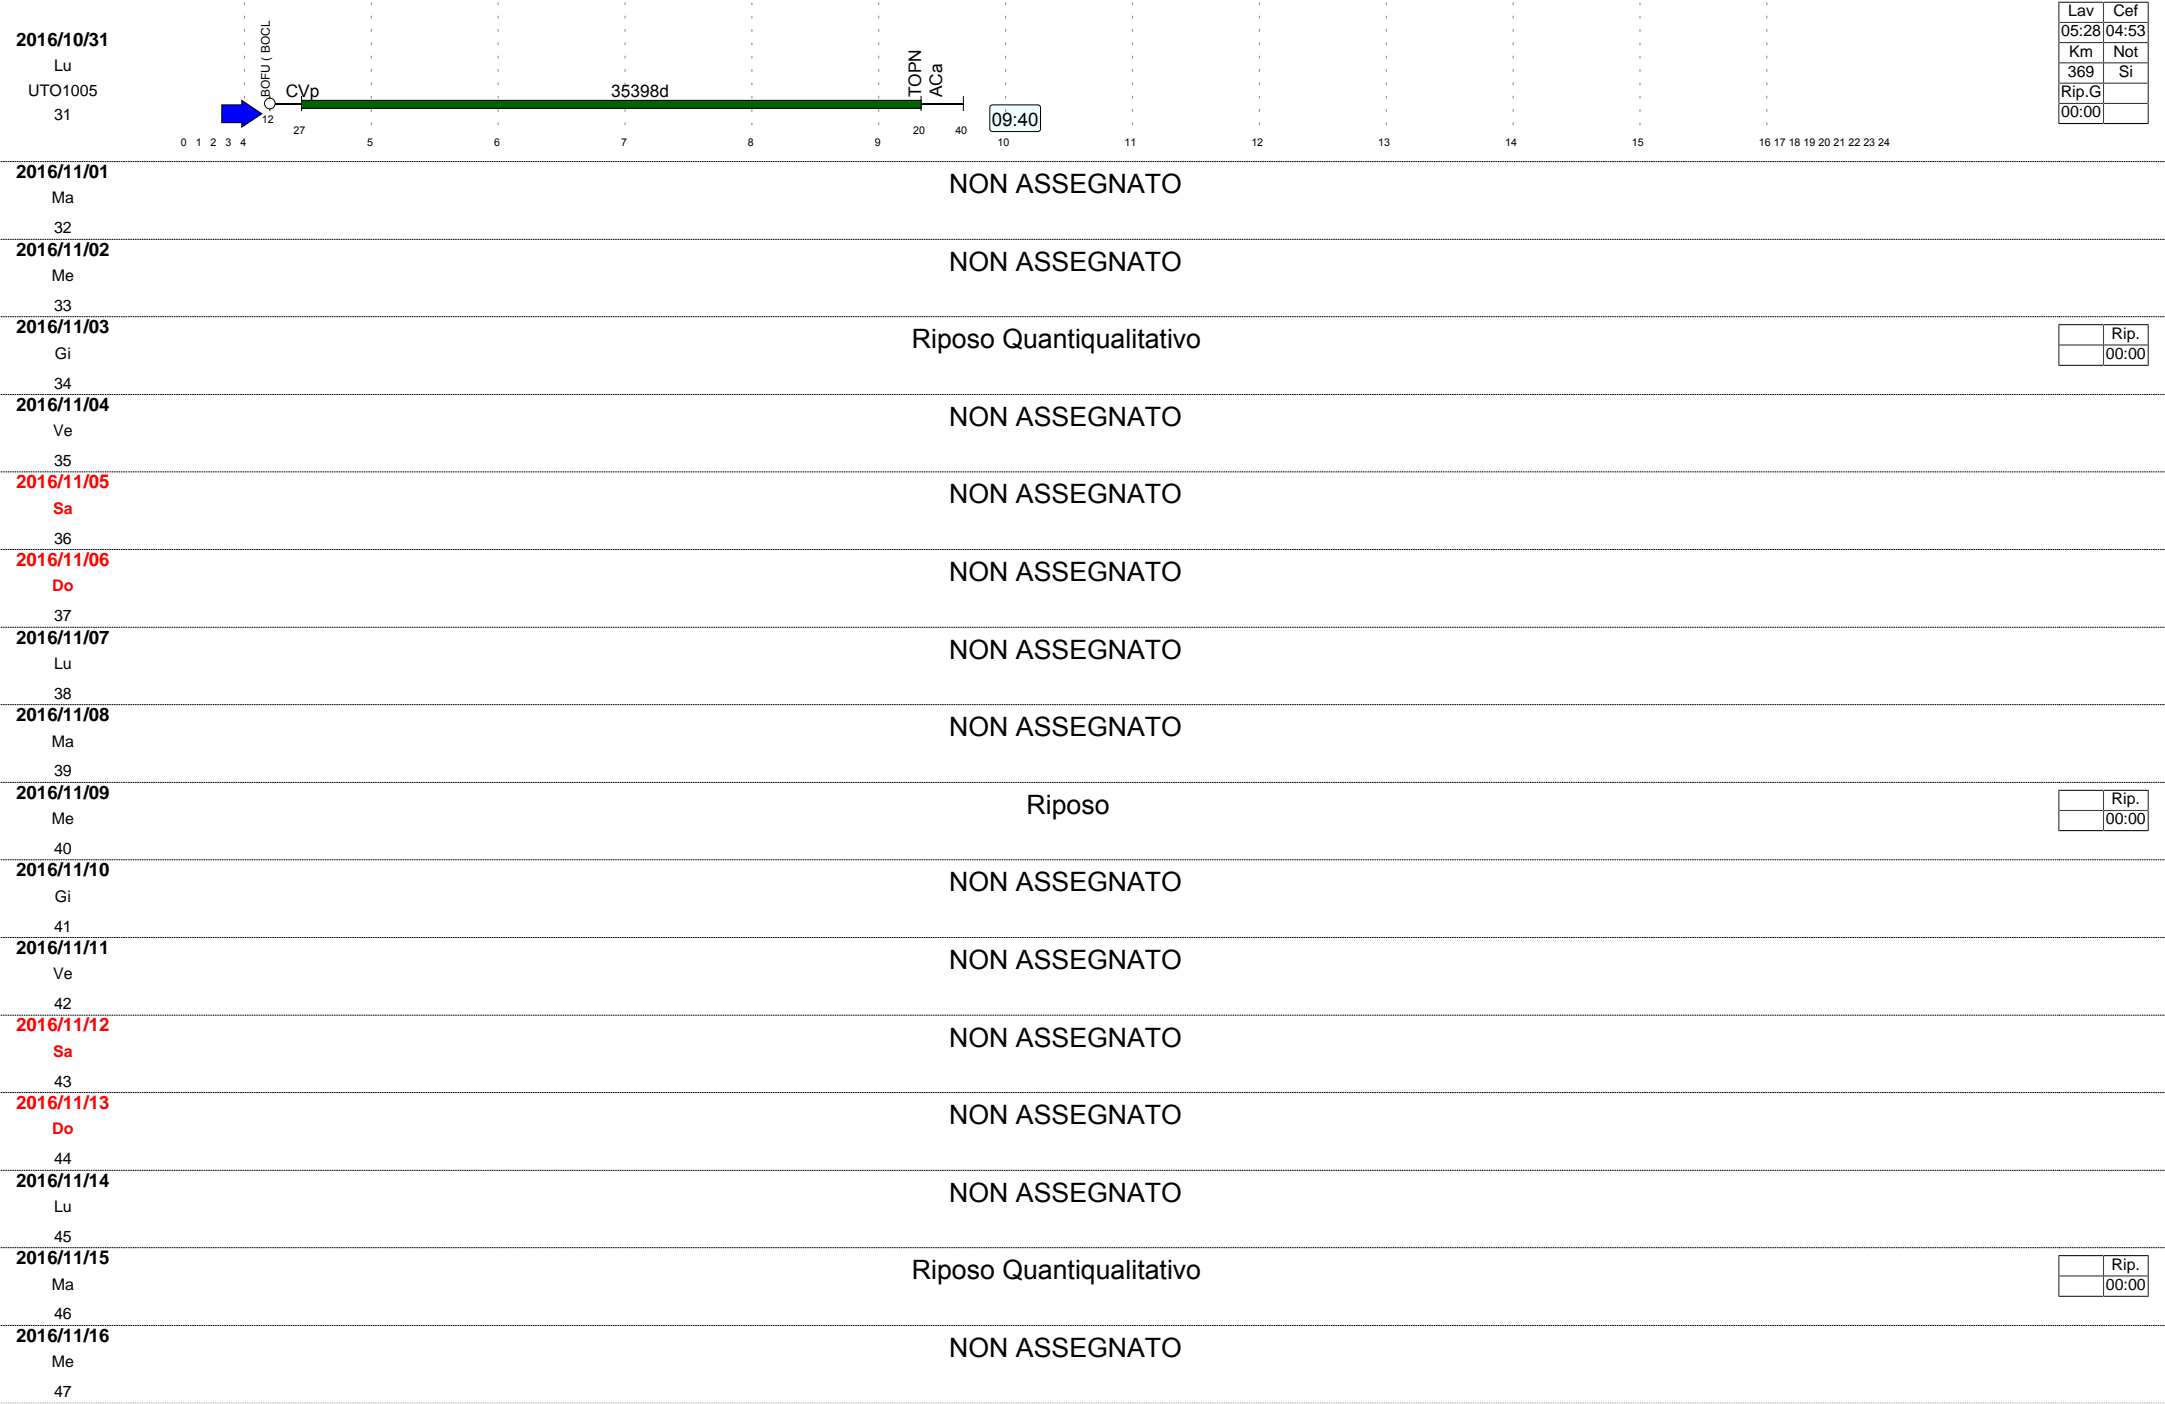 2016/10/31
Lu
UTO1005
31
BOFU ( BOCL
CVp
35398d
TOPN
ACa
12
27
20
40
09:40
0 1 2 3 4 5 6 7 8 9 10 11 12 13 14 15 16 17 18 19 20 21 22 23 24
Lav Cef
05:28 04:53
Km Not
369 Si
Rip.G
00:00
2016/11/01
Ma
32
NON ASSEGNATO
2016/11/02
Me
33
NON ASSEGNATO
2016/11/03
Gi
34
Riposo Quantiqualitativo
Rip.
00:00
2016/11/04
Ve
35
NON ASSEGNATO
2016/11/05
Sa
36
NON ASSEGNATO
2016/11/06
Do
37
NON ASSEGNATO
2016/11/07
Lu
38
NON ASSEGNATO
2016/11/08
Ma
39
NON ASSEGNATO
2016/11/09
Me
40
Riposo
Rip.
00:00
2016/11/10
Gi
41
NON ASSEGNATO
2016/11/11
Ve
42
NON ASSEGNATO
2016/11/12
Sa
43
NON ASSEGNATO
2016/11/13
Do
44
NON ASSEGNATO
2016/11/14
Lu
45
NON ASSEGNATO
2016/11/15
Ma
46
Riposo Quantiqualitativo
Rip.
00:00
2016/11/16
Me
47
NON ASSEGNATO